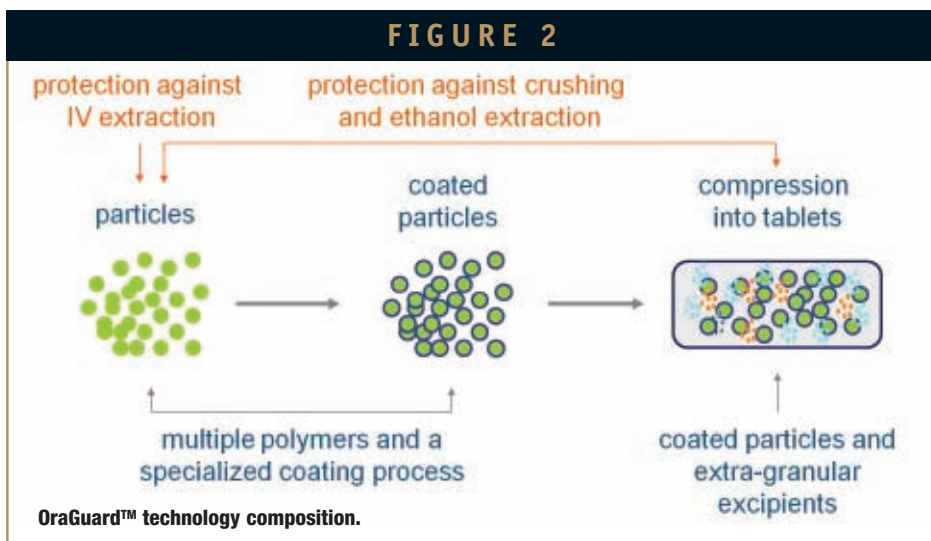 FIGURE 2
protection against
IV extraction
protection against crushing
and ethanol extraction
particles
coated
particles
compression
into tablets
multiple polymers and a
specialized coating process
coated particles and
extra-granular
excipients
OraGuard™ technology composition.